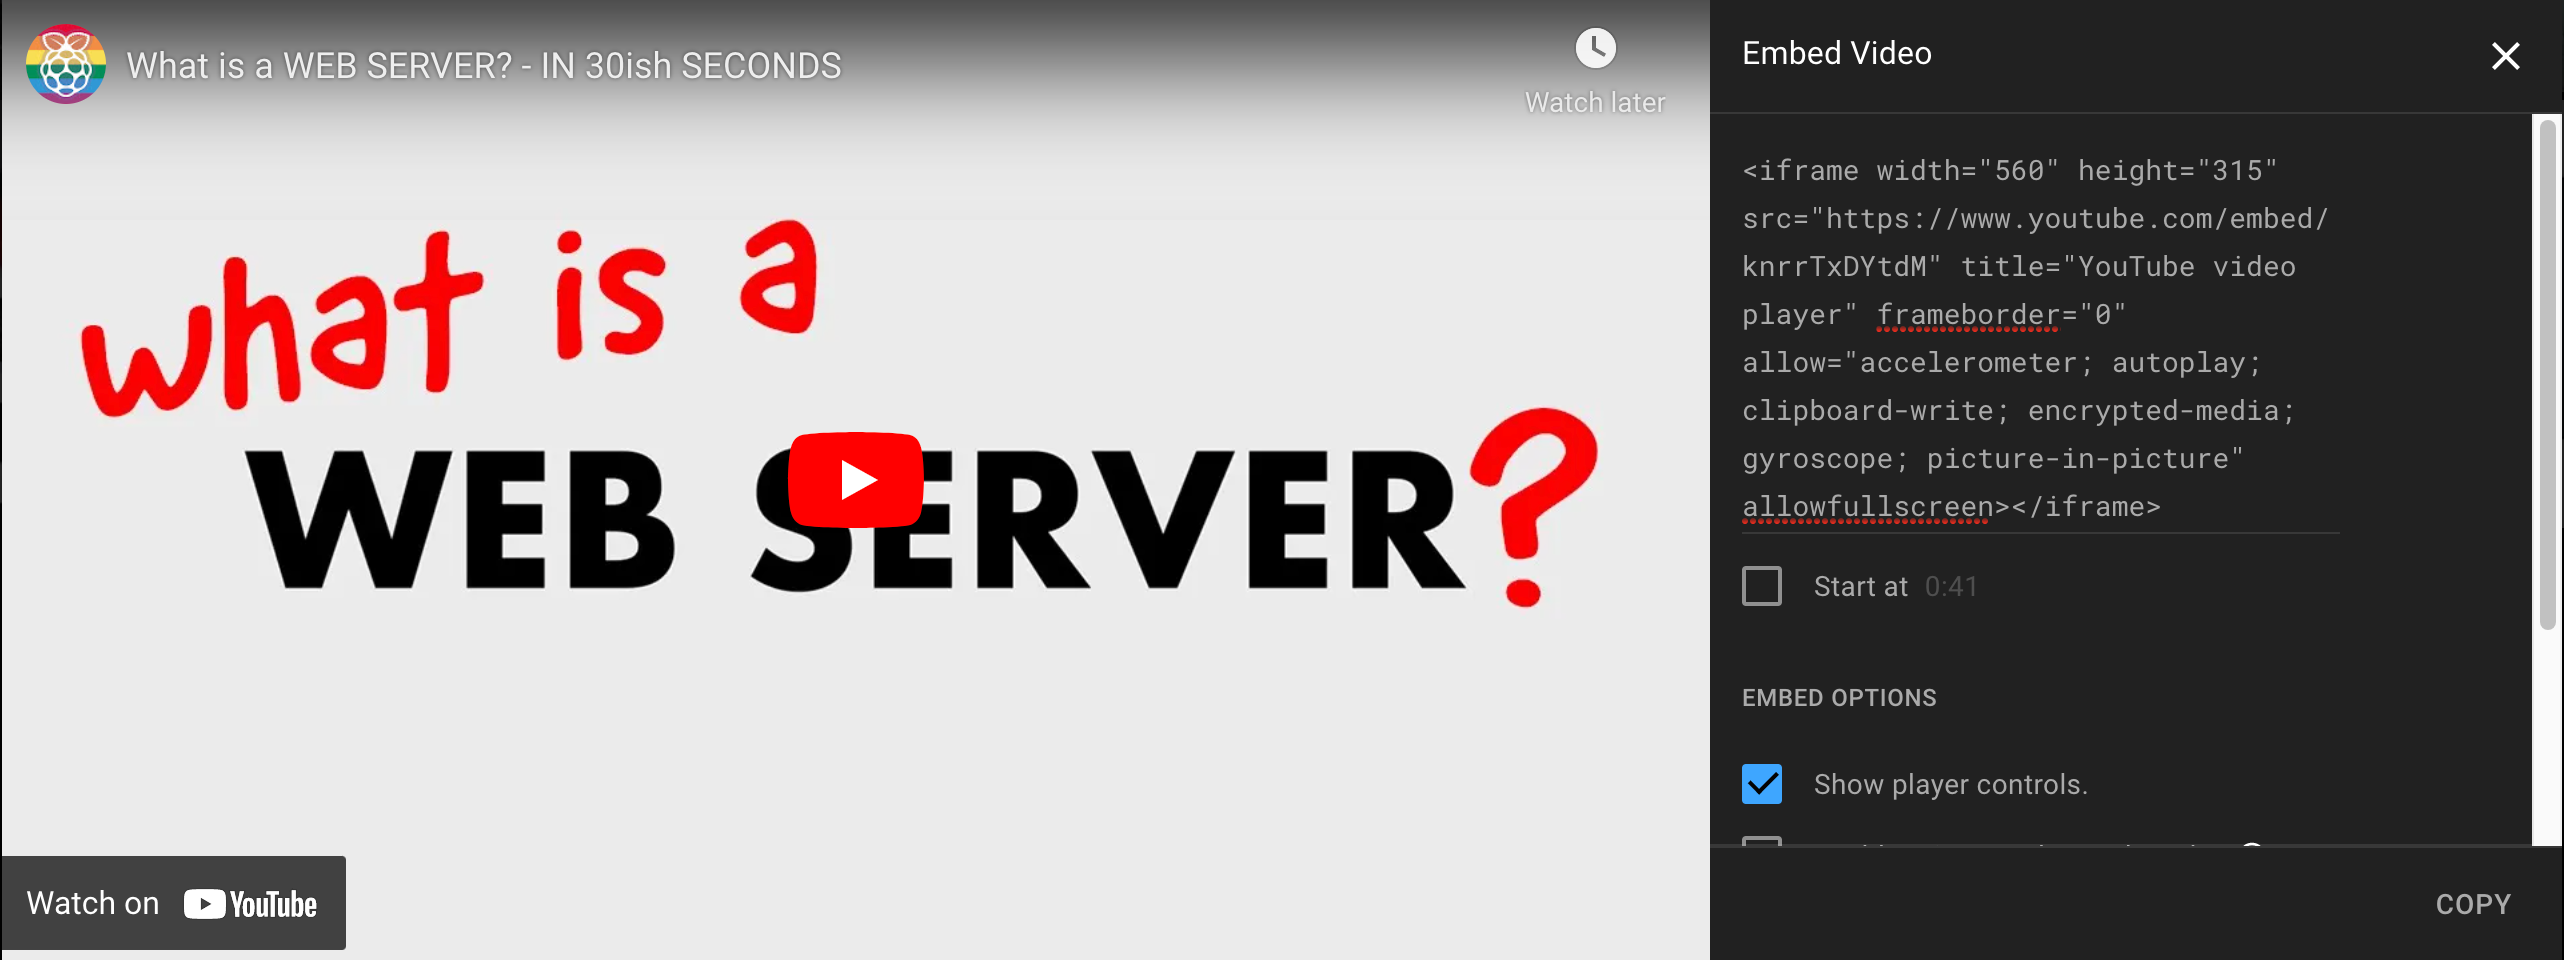 What is a WEB SERVER? - IN 30ish SECONDS
Watch later
what is a
WEB SERVER?
Watch on YouTube
Embed Video
<iframe width="560" height="315"
src="https://www.youtube.com/embed/
knrrTxDYtdM" title="YouTube video
player" frameborder="0"
allow="accelerometer; autoplay;
clipboard-write; encrypted-media;
gyroscope; picture-in-picture"
allowfullscreen></iframe>
Start at 0:41
EMBED OPTIONS
Show player controls.
COPY